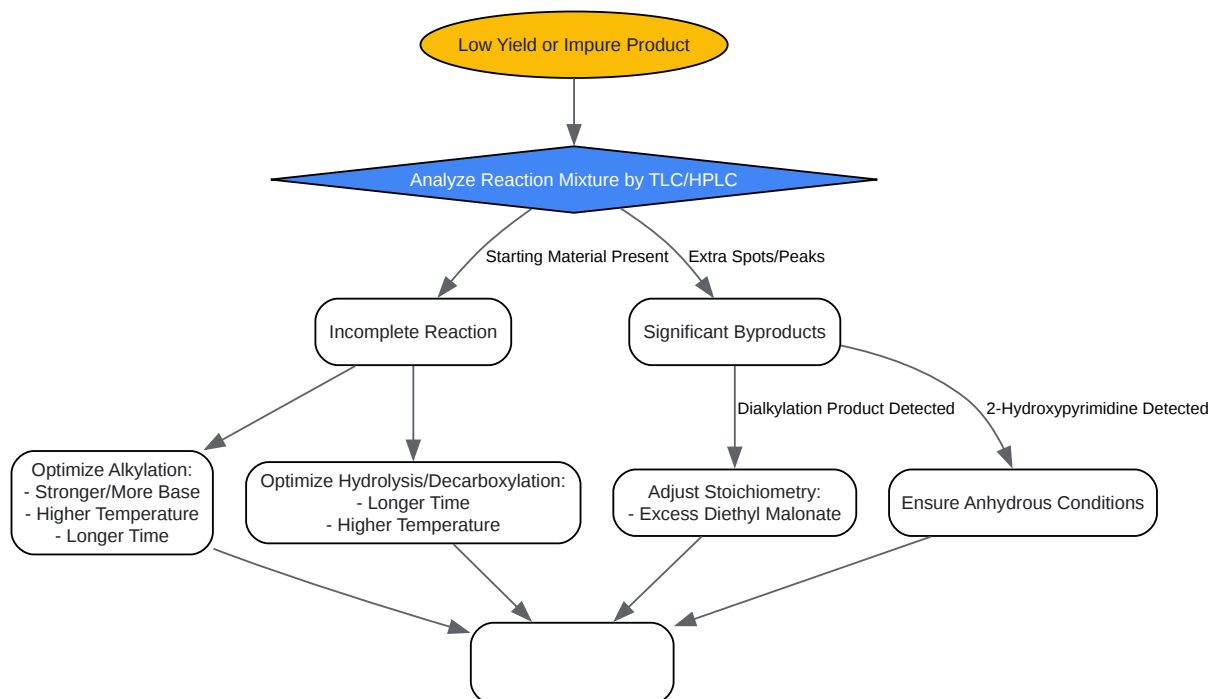 Low Yield or Impure Product
Analyze Reaction Mixture by TLC/HPLC
Starting Material Present
Extra Spots/Peaks
Incomplete Reaction
Significant Byproducts
Dialkylation Product Detected
2-Hydroxypyrimidine Detected
Optimize Alkylation:
- Stronger/More Base
- Higher Temperature
- Longer Time
Optimize Hydrolysis/Decarboxylation:
- Longer Time
- Higher Temperature
Adjust Stoichiometry:
- Excess Diethyl Malonate
Ensure Anhydrous Conditions